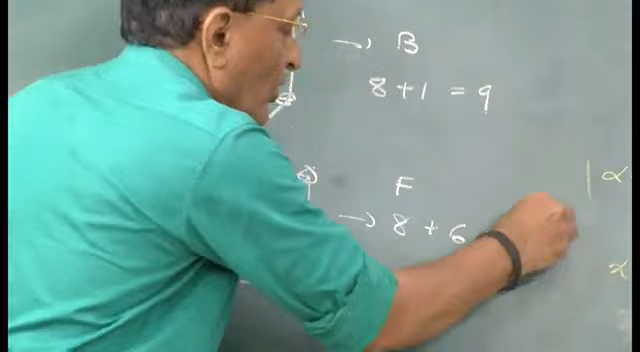 → B
8 + 1 = 9
F
→ 8 + 6
| α
α